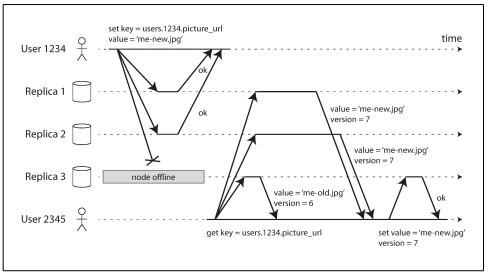 set key = users.1234.picture_url
value = 'me-new.jpg'
time
User 1234
ok
Replica 1
ok
value = 'me-new.jpg'
version = 7
Replica 2
value = 'me-new.jpg'
version = 7
Replica 3
node offline
value = 'me-old.jpg'
version = 6
ok
User 2345
get key = users.1234.picture_url
set value = 'me-new.jpg'
version = 7